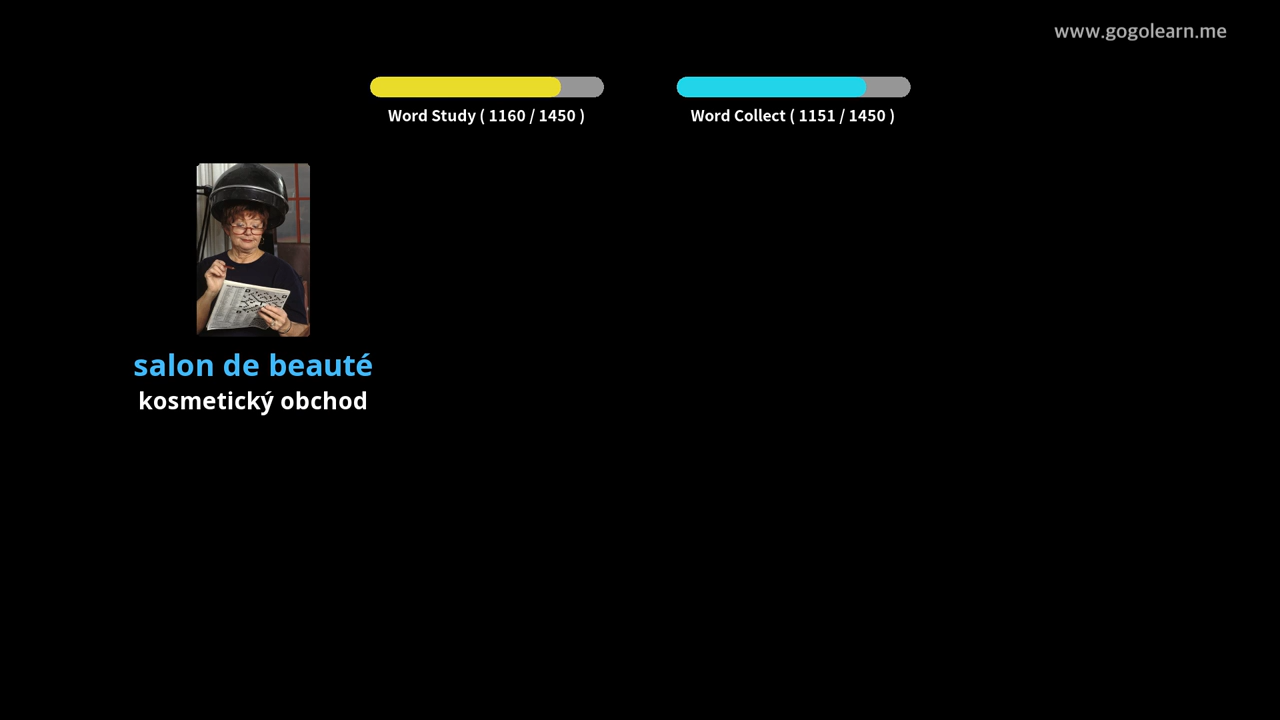 www.gogolearn.me
Word Study ( 1160 / 1450 )
Word Collect ( 1151 / 1450 )
salon de beauté
kosmetický obchod